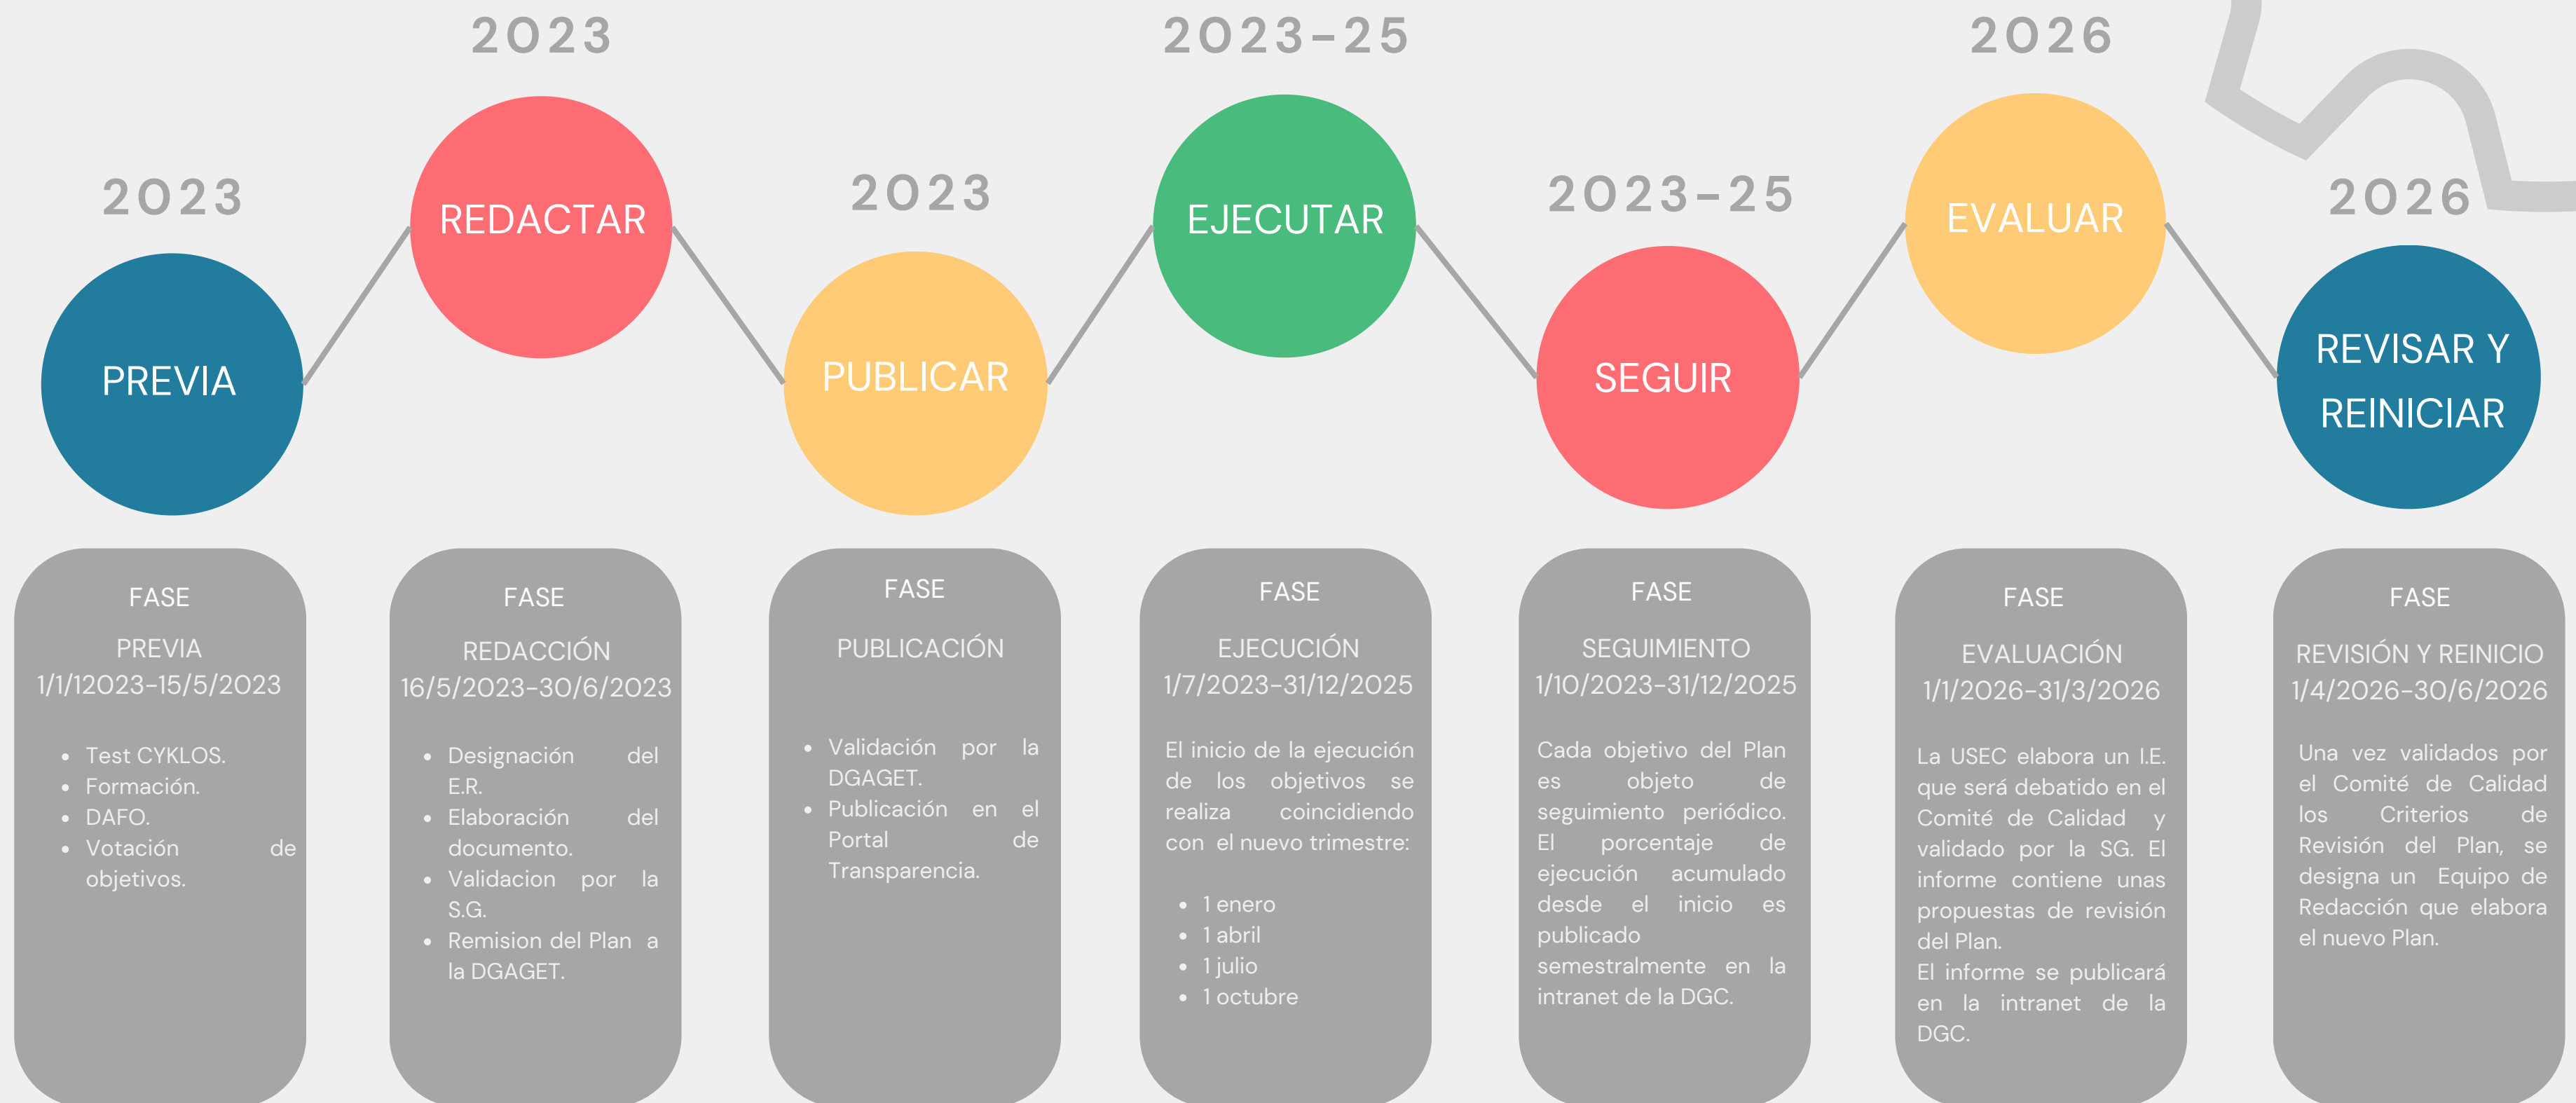 2023
PREVIA
2023
REDACTAR
2023
PUBLICAR
2023-25
EJECUTAR
2023-25
SEGUIR
2026
EVALUAR
2026
REVISAR Y
REINICIAR
FASE
PREVIA
1/1/12023-15/5/2023
• Test CYKLOS.
• Formación.
• DAFO.
• Votación de
objetivos.
FASE
REDACCIÓN
16/5/2023-30/6/2023
• Designación del
E.R.
• Elaboración del
documento.
• Validacion por la
S.G.
• Remision del Plan a
la DGAGET.
FASE
PUBLICACIÓN
• Validación por la
DGAGET.
• Publicación en el
Portal de
Transparencia.
FASE
EJECUCIÓN
1/7/2023-31/12/2025
El inicio de la ejecución
de los objetivos se
realiza coincidiendo
con el nuevo trimestre:
• 1 enero
• 1 abril
• 1 julio
• 1 octubre
FASE
SEGUIMIENTO
1/10/2023-31/12/2025
Cada objetivo del Plan
es objeto de
seguimiento periódico.
El porcentaje de
ejecución acumulado
desde el inicio es
publicado
semestralmente en la
intranet de la DGC.
FASE
EVALUACIÓN
1/1/2026-31/3/2026
La USEC elabora un I.E.
que será debatido en el
Comité de Calidad y
validado por la SG. El
informe contiene unas
propuestas de revisión
del Plan.
El informe se publicará
en la intranet de la
DGC.
FASE
REVISIÓN Y REINICIO
1/4/2026-30/6/2026
Una vez validados por
el Comité de Calidad
los Criterios de
Revisión del Plan, se
designa un Equipo de
Redacción que elabora
el nuevo Plan.